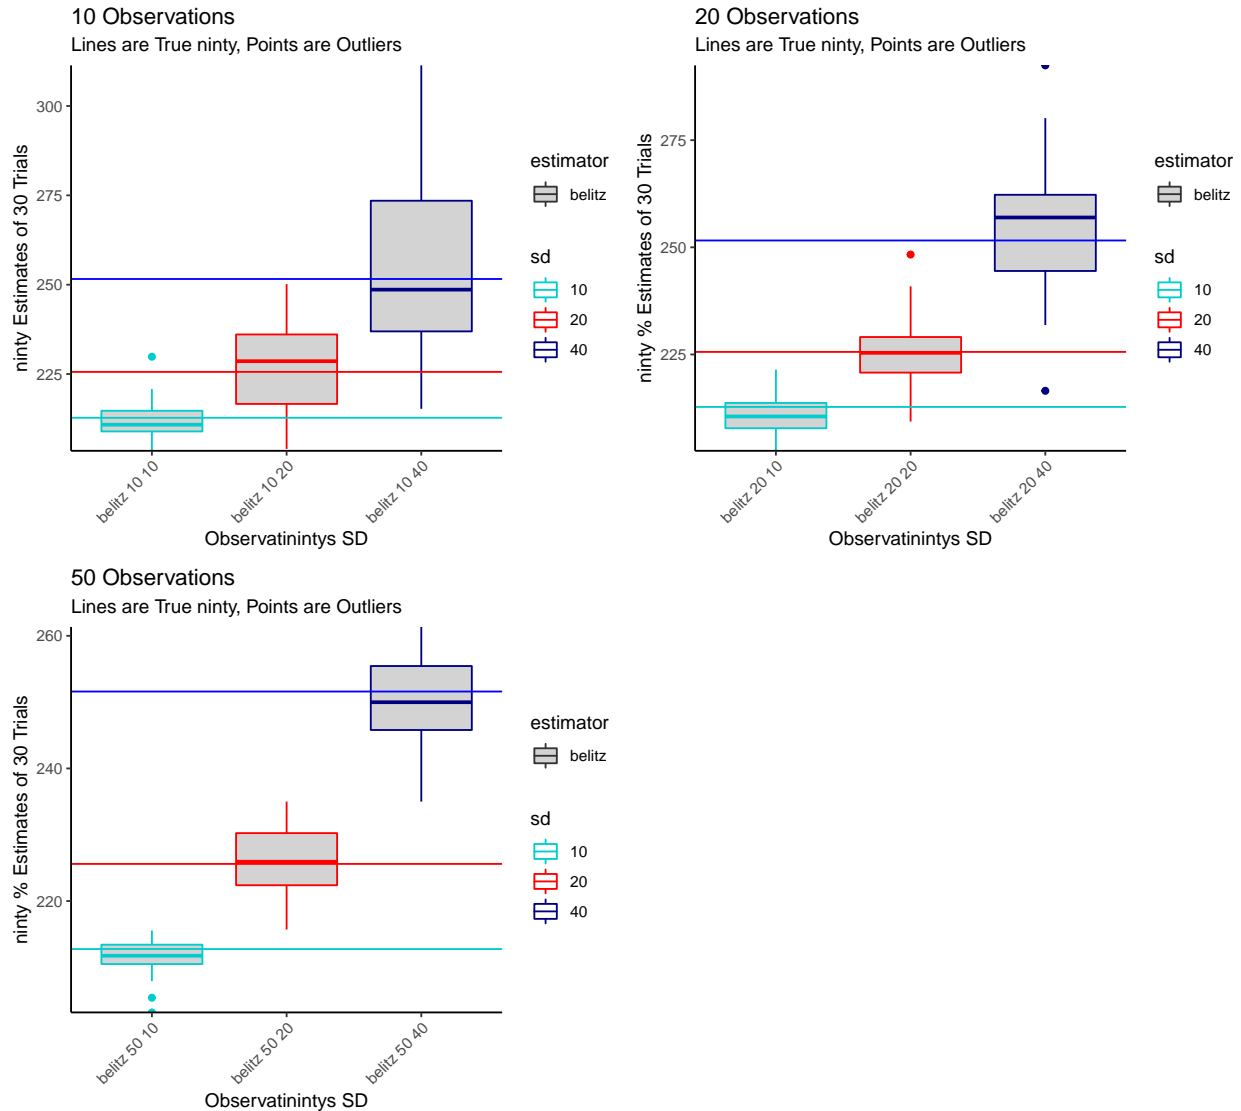 10 Observations
Lines are True ninty, Points are Outliers
ninty Estimates of 30 Trials
300
275
250
225
belitz 10 10
belitz 10 20
belitz 10 40
Observatinintys SD
estimator
belitz
sd
10
20
40
20 Observations
Lines are True ninty, Points are Outliers
ninty % Estimates of 30 Trials
275
250
225
belitz 20 10
belitz 20 20
belitz 20 40
Observatinintys SD
estimator
belitz
sd
10
20
40
50 Observations
Lines are True ninty, Points are Outliers
ninty % Estimates of 30 Trials
260
240
220
belitz 50 10
belitz 50 20
belitz 50 40
Observatinintys SD
estimator
belitz
sd
10
20
40